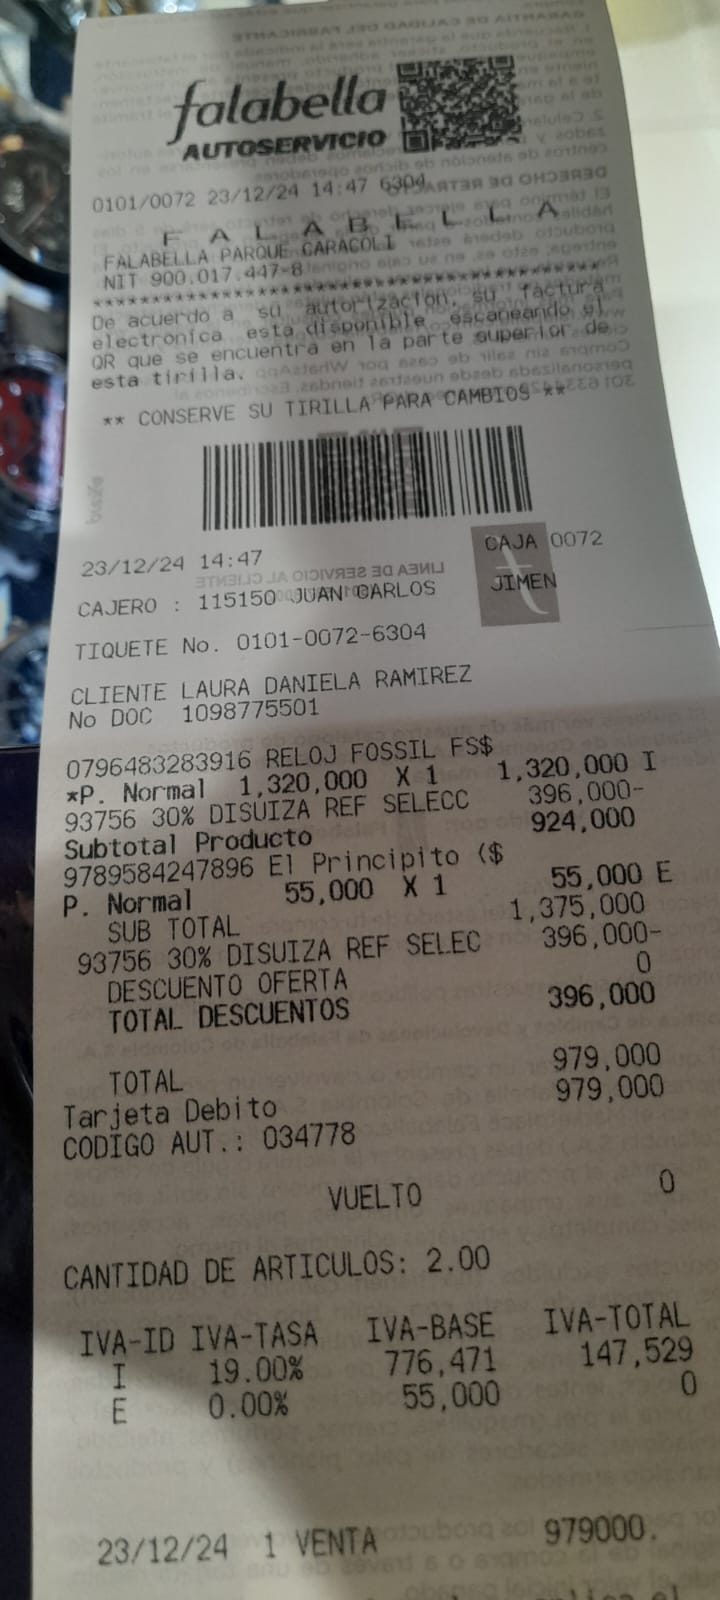 falabella
AUTOSERVICIO
0101/0072 23/12/24 14:47 6304
F A L A B E L L A
FALABELLA PARQUE CARACOLI
NIT 900.017.447-8
****************************************
De acuerdo a su autorizacion, su factura
electronica esta disponible escaneando el
QR que se encuentra en la parte superior de
esta tirilla.
** CONSERVE SU TIRILLA PARA CAMBIOS **
23/12/24 14:47 CAJA 0072
CAJERO : 115150 JUAN CARLOS JIMEN
TIQUETE No. 0101-0072-6304
CLIENTE LAURA DANIELA RAMIREZ
No DOC 1098775501
0796483283916 RELOJ FOSSIL FS$
*P. Normal 1,320,000 X 1 1,320,000 I
93756 30% DISUIZA REF SELECC 396,000-
Subtotal Producto 924,000
9789584247896 El Principito ($
P. Normal 55,000 X 1 55,000 E
SUB TOTAL 1,375,000
93756 30% DISUIZA REF SELEC 396,000-
DESCUENTO OFERTA 0
TOTAL DESCUENTOS 396,000
TOTAL 979,000
Tarjeta Debito 979,000
CODIGO AUT.: 034778
VUELTO 0
CANTIDAD DE ARTICULOS: 2.00
IVA-ID IVA-TASA IVA-BASE IVA-TOTAL
I 19.00% 776,471 147,529
E 0.00% 55,000 0
23/12/24 1 VENTA 979000.